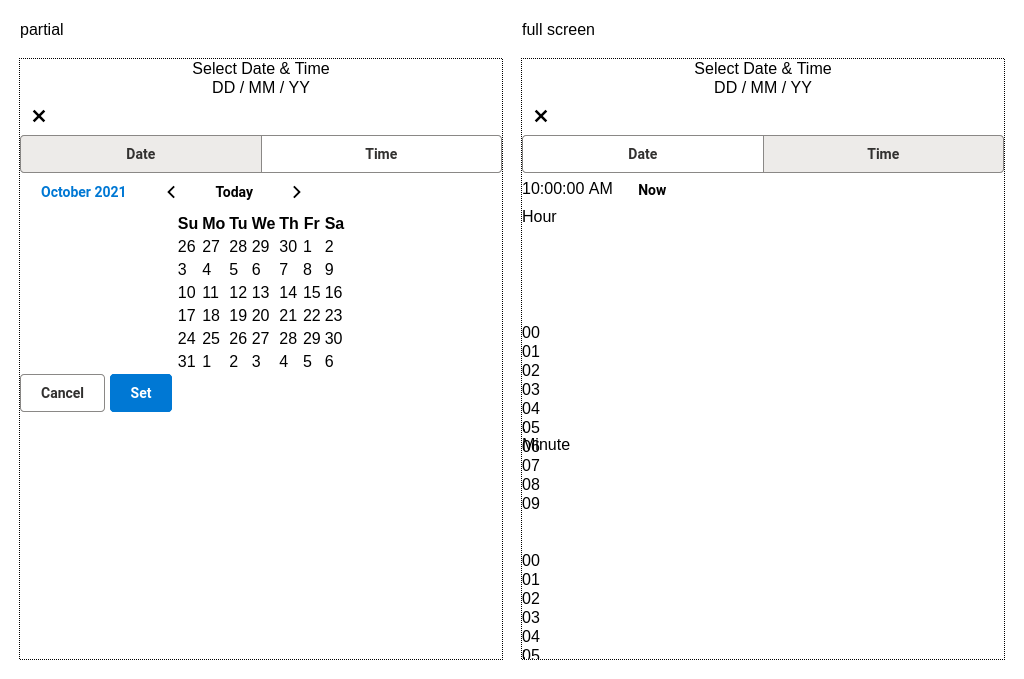 partial
Select Date & Time
DD / MM / YY
Date Time
October 2021 Today
Su Mo Tu We Th Fr Sa
26 27 28 29 30 1 2
3 4 5 6 7 8 9
10 11 12 13 14 15 16
17 18 19 20 21 22 23
24 25 26 27 28 29 30
31 1 2 3 4 5 6
Cancel Set
full screen
Select Date & Time
DD / MM / YY
Date Time
10:00:00 AM Now
Hour
00
01
02
03
04
05
06
Minute
07
08
09
00
01
02
03
04
05